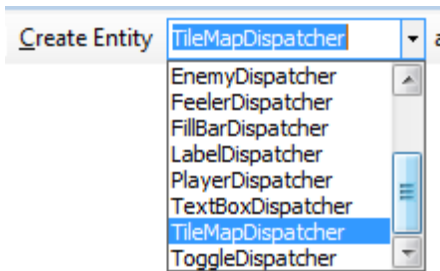 Create Entity TileMapDispatcher a
EnemyDispatcher
FeelerDispatcher
FillBarDispatcher
LabelDispatcher
PlayerDispatcher
TextBoxDispatcher
TileMapDispatcher
ToggleDispatcher